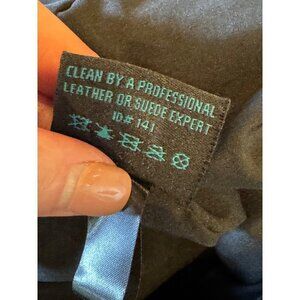 CLEAN BY A PROFESSIONAL
LEATHER OR SUEDE EXPERT
ID# 141